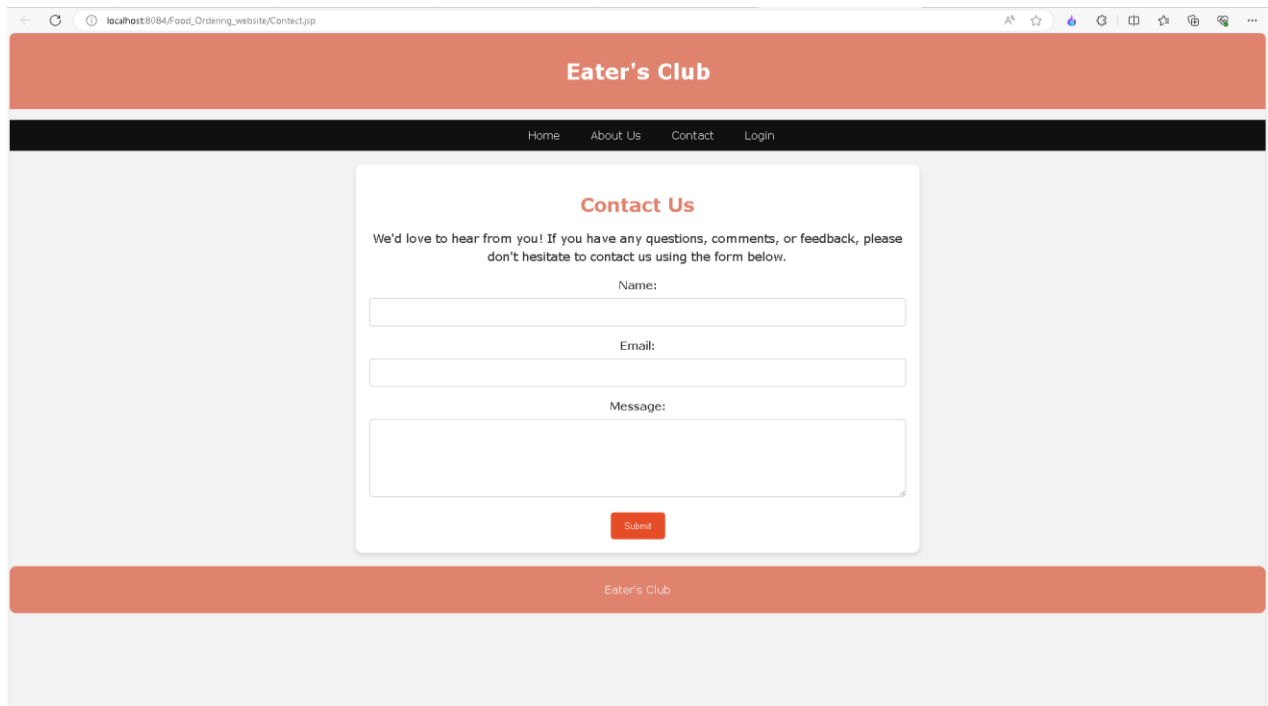 localhost:8084/Food_Ordering_website/Contect.jsp
Eater's Club
Home About Us Contact Login
Contact Us
We'd love to hear from you! If you have any questions, comments, or feedback, please
don't hesitate to contact us using the form below.
Name:
Email:
Message:
Submit
Eater's Club